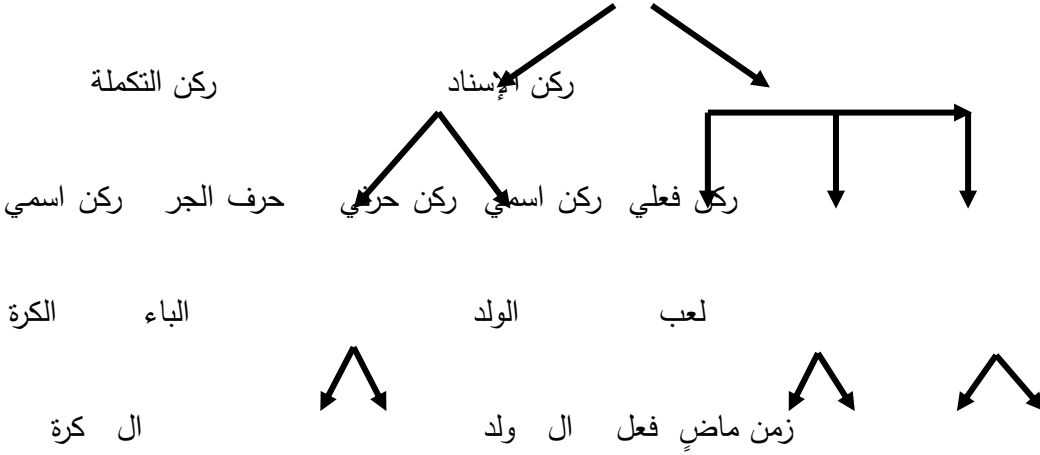 ركن الإسناد ركن التكملة
ركن فعلي ركن اسمي ركن حرفي حرف الجر ركن اسمي
لعب الولد الباء الكرة
زمن ماضٍ فعل ال ولد ال كرة